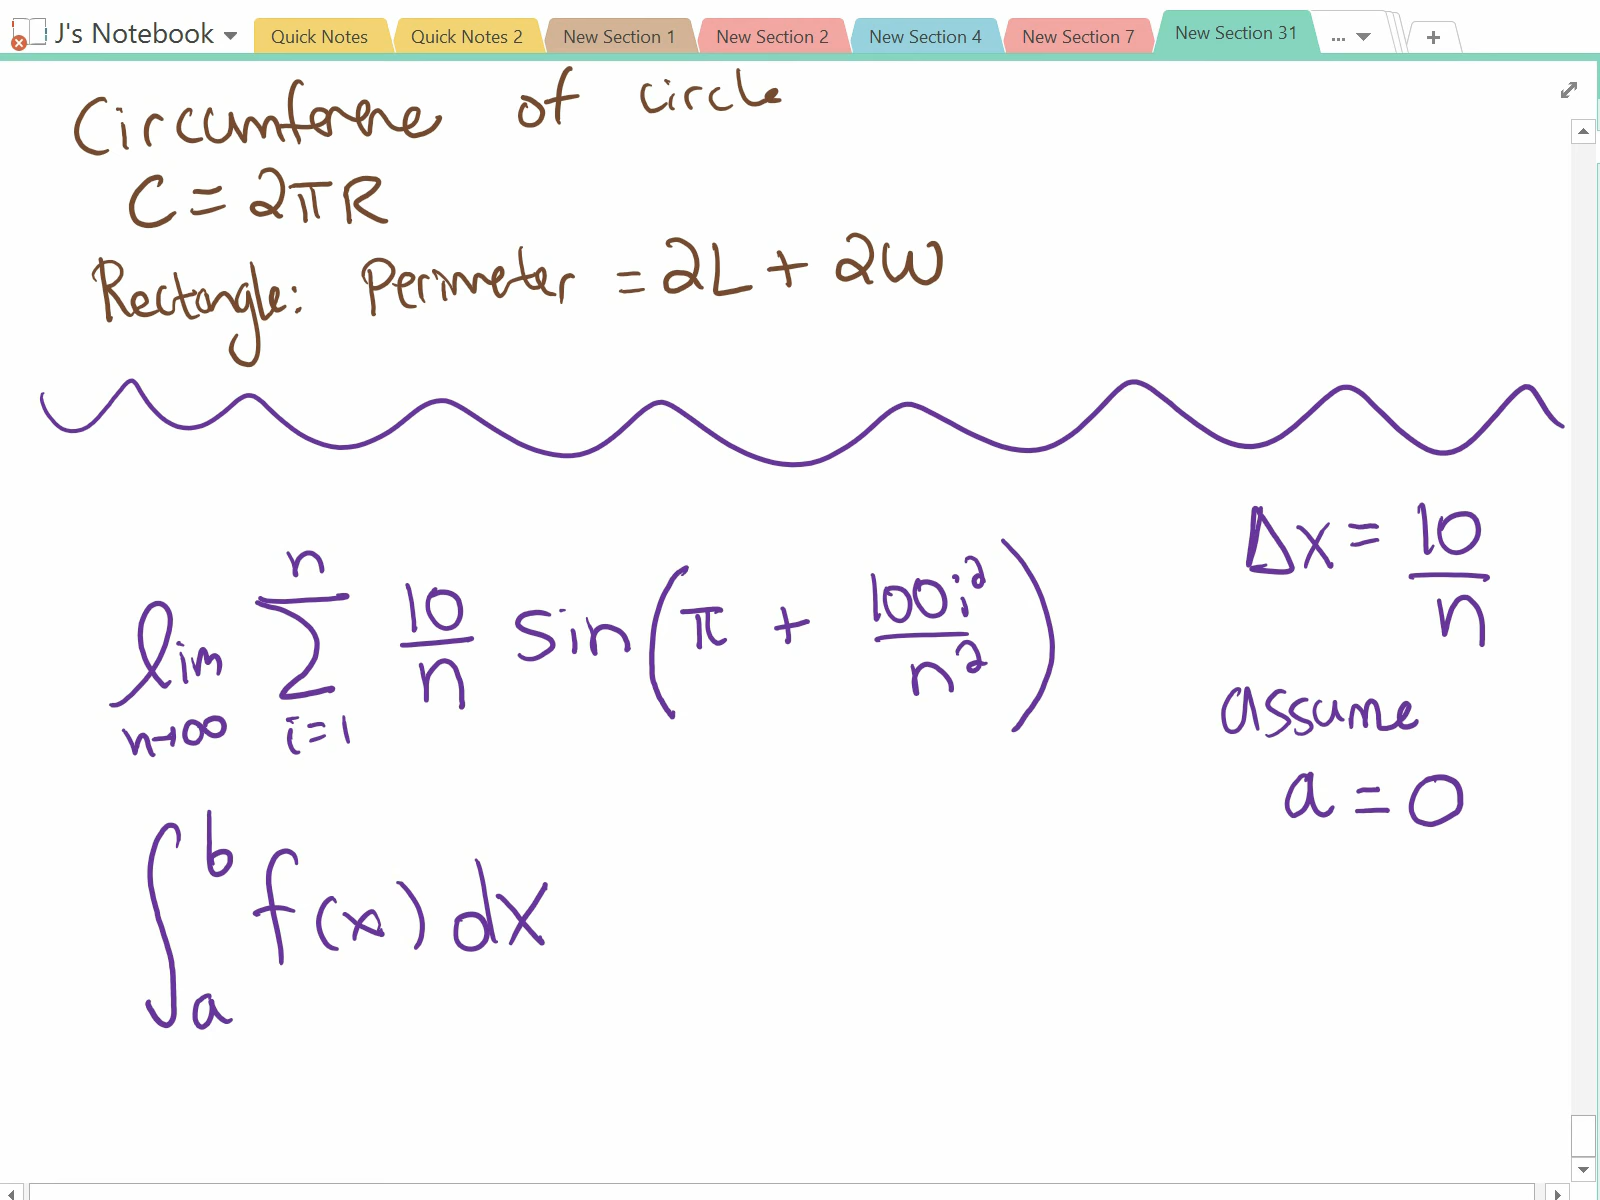 J's Notebook Quick Notes Quick Notes 2 New Section 1 New Section 2 New Section 4 New Section 7 New Section 31 ... +
Circumference of circle
C = 2πR
Rectangle: Perimeter = 2L + 2W
lim n→∞ ∑ i=1 n 10/n sin(π + 100i²/n²)
Δx = 10/n
assume
a = 0
∫ a b f(x) dx